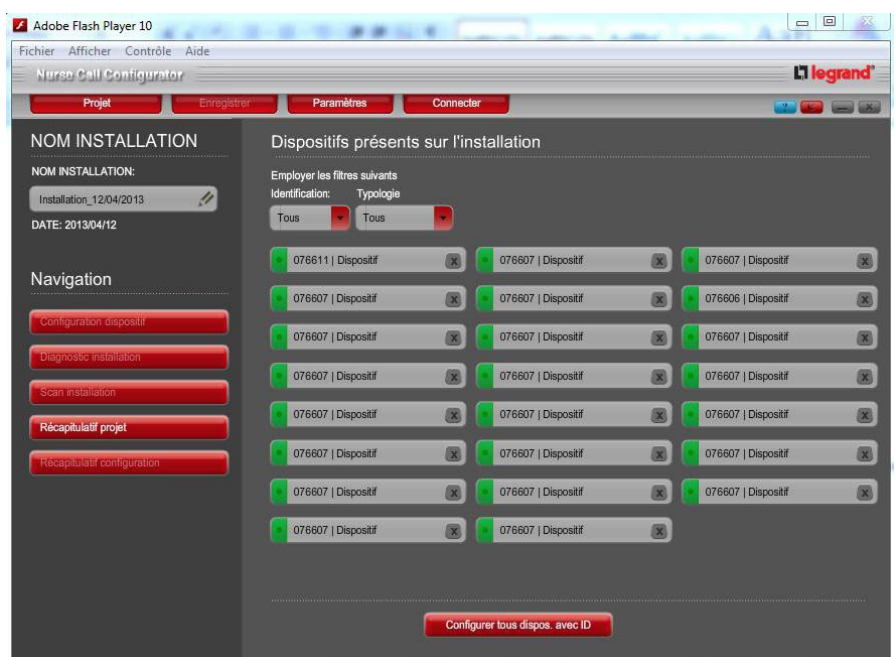 Adobe Flash Player 10
Fichier Afficher Contrôle Aide
Nurse Call Configurator
legrand
Projet Enregistrer Paramètres Connecter
?
NOM INSTALLATION
NOM INSTALLATION:
Installation_12/04/2013
DATE: 2013/04/12
Navigation
Configuration dispositif
Diagnostic installation
Scan installation
Récapitulatif projet
Récapitulatif configuration
Dispositifs présents sur l'installation
Employer les filtres suivants
Identification: Typologie
Tous Tous
076611 | Dispositif X 076607 | Dispositif X 076607 | Dispositif X
076607 | Dispositif X 076607 | Dispositif X 076606 | Dispositif X
076607 | Dispositif X 076607 | Dispositif X 076607 | Dispositif X
076607 | Dispositif X 076607 | Dispositif X 076607 | Dispositif X
076607 | Dispositif X 076607 | Dispositif X 076607 | Dispositif X
076607 | Dispositif X 076607 | Dispositif X 076607 | Dispositif X
076607 | Dispositif X 076607 | Dispositif X 076607 | Dispositif X
076607 | Dispositif X 076607 | Dispositif X
Configurer tous dispos. avec ID